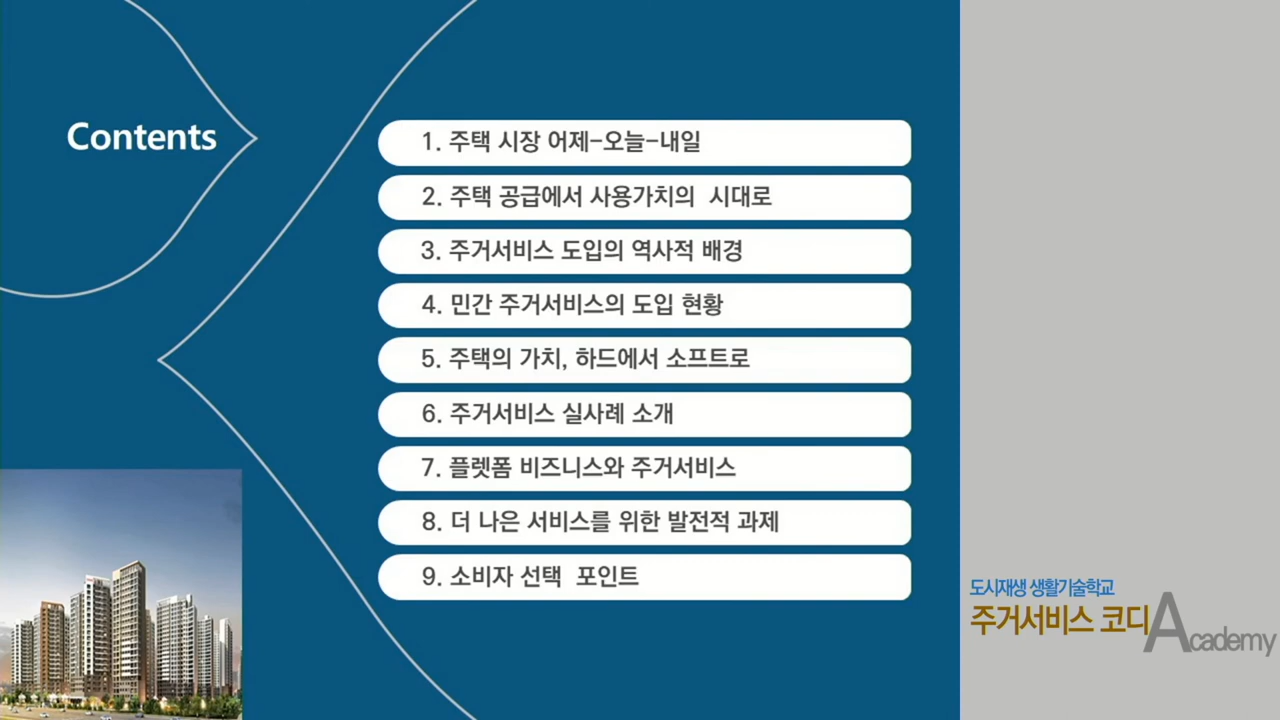 Contents
1. 주택 시장 어제-오늘-내일
2. 주택 공급에서 사용가치의 시대로
3. 주거서비스 도입의 역사적 배경
4. 민간 주거서비스의 도입 현황
5. 주택의 가치, 하드에서 소프트로
6. 주거서비스 실사례 소개
7. 플렛폼 비즈니스와 주거서비스
8. 더 나은 서비스를 위한 발전적 과제
9. 소비자 선택 포인트
도시재생 생활기술학교
주거서비스 코디Academy